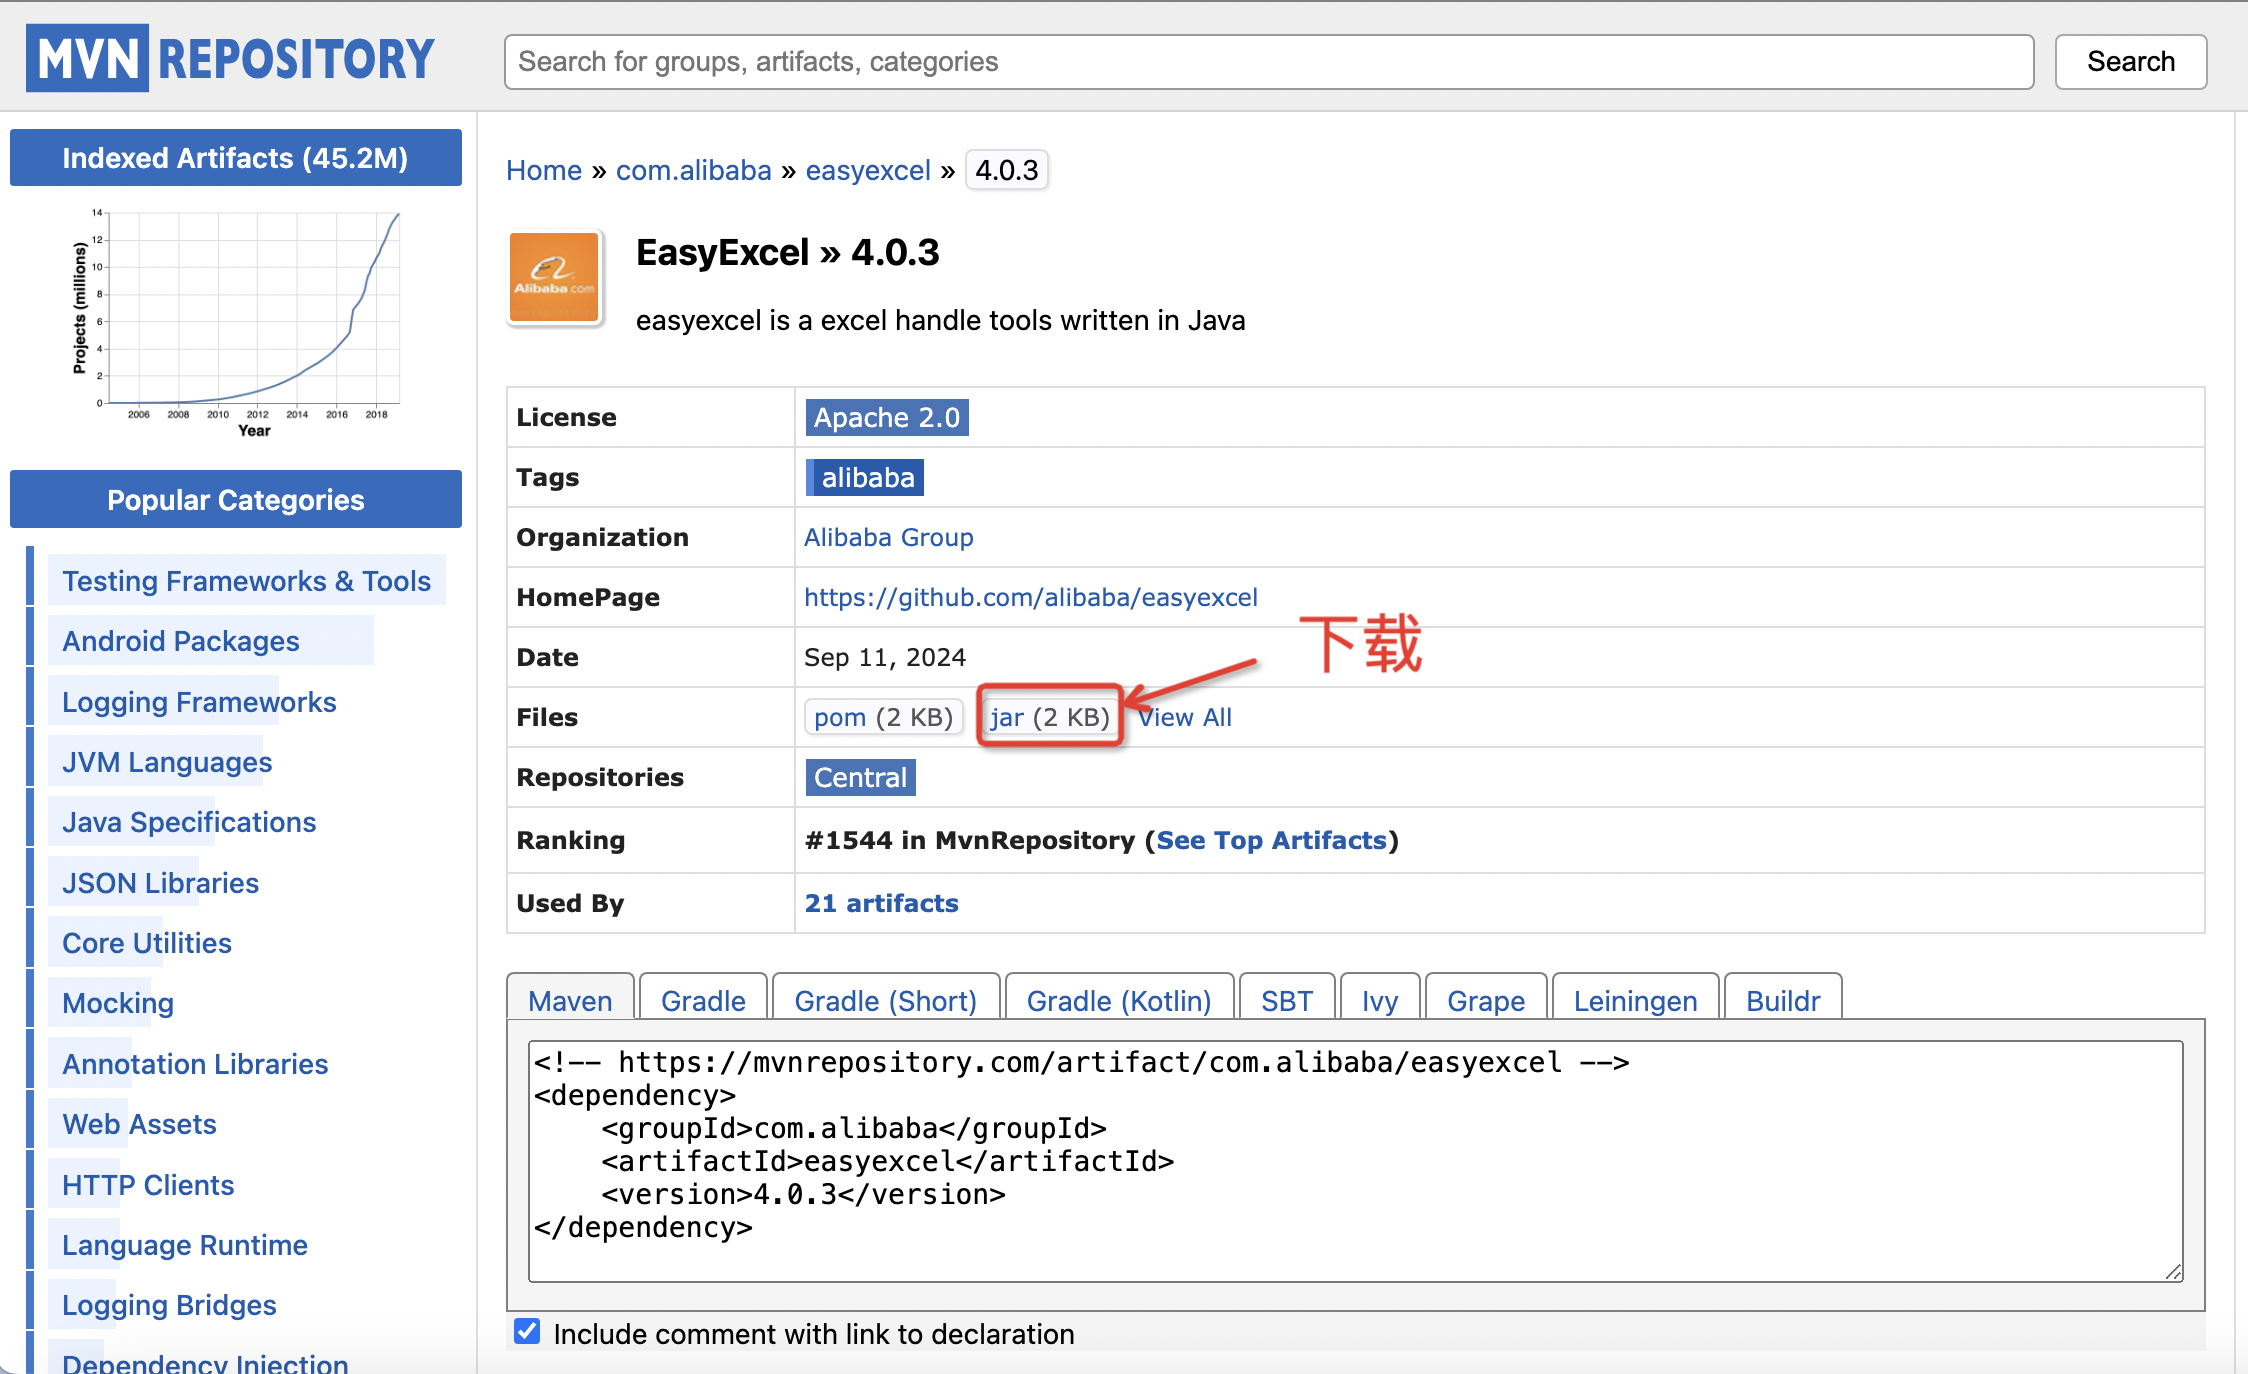 MVN REPOSITORY
Search for groups, artifacts, categories
Search
Indexed Artifacts (45.2M)
14
12
10
8
6
4
2
0
Projects (millions)
2006 2008 2010 2012 2014 2016 2018
Year
Popular Categories
Testing Frameworks & Tools
Android Packages
Logging Frameworks
JVM Languages
Java Specifications
JSON Libraries
Core Utilities
Mocking
Annotation Libraries
Web Assets
HTTP Clients
Language Runtime
Logging Bridges
Dependency Injection
Home » com.alibaba » easyexcel » 4.0.3
Alibaba.com
EasyExcel » 4.0.3
easyexcel is a excel handle tools written in Java
License Apache 2.0
Tags alibaba
Organization Alibaba Group
HomePage https://github.com/alibaba/easyexcel
下载
Date Sep 11, 2024
Files pom (2 KB) jar (2 KB) View All
Repositories Central
Ranking #1544 in MvnRepository (See Top Artifacts)
Used By 21 artifacts
Maven Gradle Gradle (Short) Gradle (Kotlin) SBT Ivy Grape Leiningen Buildr
<!-- https://mvnrepository.com/artifact/com.alibaba/easyexcel -->
<dependency>
    <groupId>com.alibaba</groupId>
    <artifactId>easyexcel</artifactId>
    <version>4.0.3</version>
</dependency>
Include comment with link to declaration